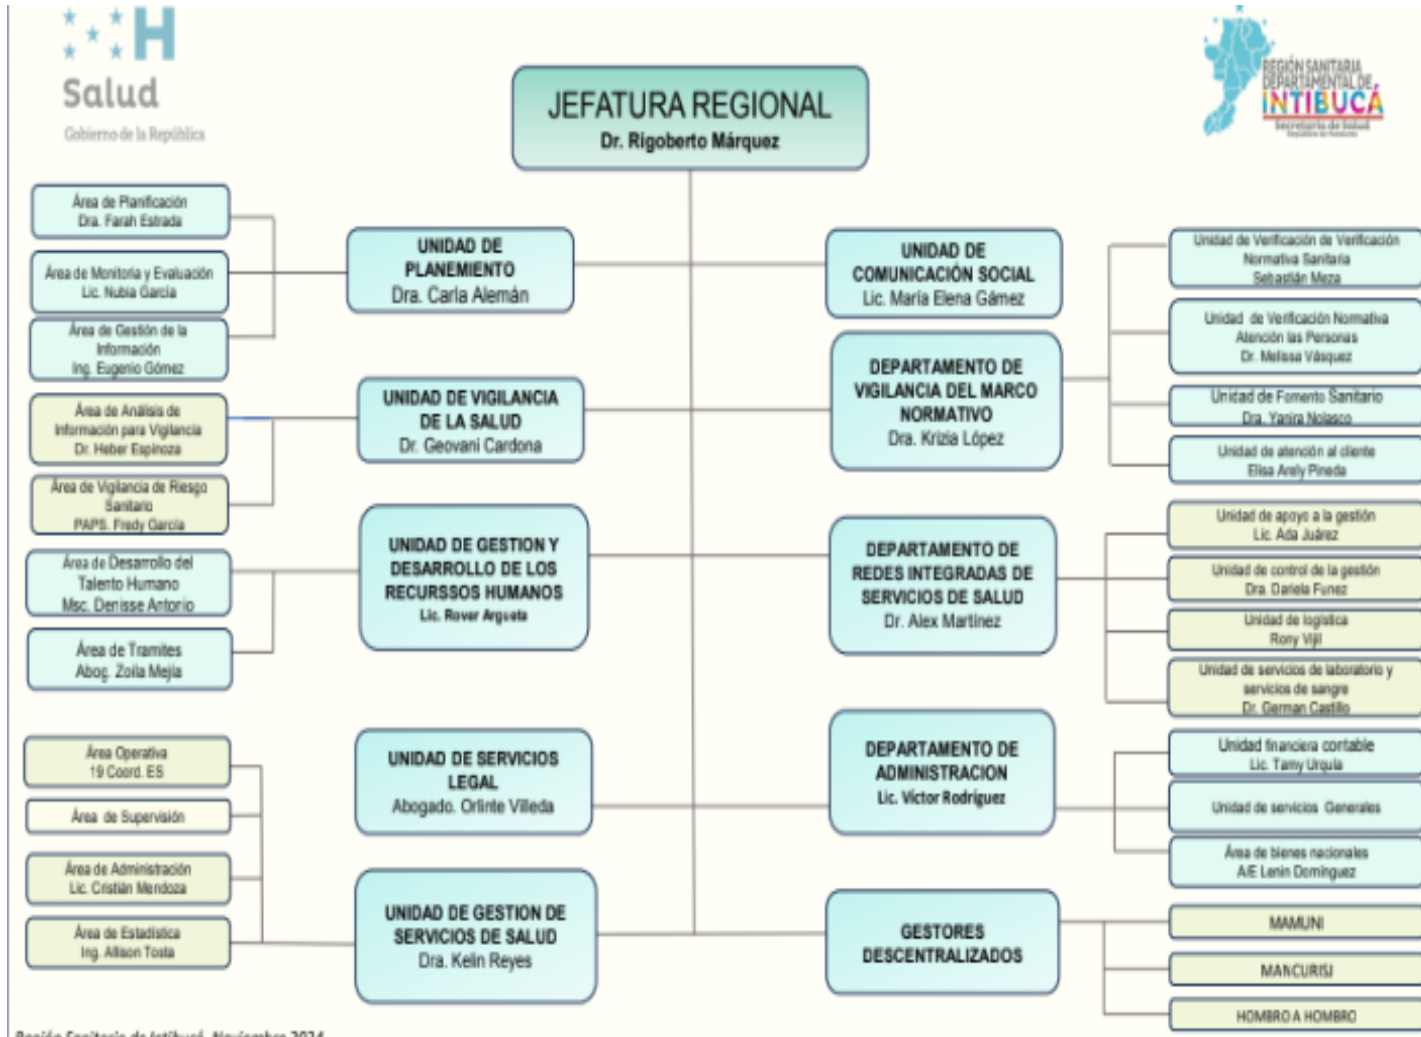 H
Salud
Gobierno de la República
REGIÓN SANITARIA
DEPARTAMENTAL DE
INTIBUCÁ
Secretaría de Salud
República de Honduras
JEFATURA REGIONAL
Dr. Rigoberto Márquez
Área de Planificación
Dra. Farah Estrada
Área de Monitoria y Evaluación
Lic. Nubia García
Área de Gestión de la
Información
Ing. Eugenio Gómez
Área de Análisis de
Información para Vigilancia
Dr. Heber Espinoza
Área de Vigilancia de Riesgo
Sanitario
PAPS. Fredy García
Área de Desarrollo del
Talento Humano
Msc. Denisse Antonio
Área de Tramites
Abog. Zoila Mejía
Área Operativa
19 Coord. ES
Área de Supervisión
Área de Administración
Lic. Cristián Mendoza
Área de Estadística
Ing. Allison Tosta
UNIDAD DE
PLANEMIENTO
Dra. Carla Alemán
UNIDAD DE VIGILANCIA
DE LA SALUD
Dr. Geovani Cardona
UNIDAD DE GESTION Y
DESARROLLO DE LOS
RECURSSOS HUMANOS
Lic. Rover Argueta
UNIDAD DE SERVICIOS
LEGAL
Abogado. Orlinte Villeda
UNIDAD DE GESTION DE
SERVICIOS DE SALUD
Dra. Kelin Reyes
UNIDAD DE
COMUNICACIÓN SOCIAL
Lic. María Elena Gámez
DEPARTAMENTO DE
VIGILANCIA DEL MARCO
NORMATIVO
Dra. Krizia López
DEPARTAMENTO DE
REDES INTEGRADAS DE
SERVICIOS DE SALUD
Dr. Alex Martínez
DEPARTAMENTO DE
ADMINISTRACION
Lic. Víctor Rodríguez
GESTORES
DESCENTRALIZADOS
Unidad de Verificación de Verificación
Normativa Sanitaria
Sebastián Meza
Unidad de Verificación Normativa
Atención las Personas
Dr. Melissa Vásquez
Unidad de Fomento Sanitario
Dra. Yanira Nolasco
Unidad de atención al cliente
Elisa Arely Pineda
Unidad de apoyo a la gestión
Lic. Ada Juárez
Unidad de control de la gestión
Dra. Dariela Funez
Unidad de logística
Rony Vijil
Unidad de servicios de laboratorio y
servicios de sangre
Dr. German Castillo
Unidad financiera contable
Lic. Tamy Urquía
Unidad de servicios Generales
Área de bienes nacionales
A/E Lenin Domínguez
MAMUNI
MANCURISJ
HOMBRO A HOMBRO
Región Sanitaria de Intibucá, Noviembre 2024